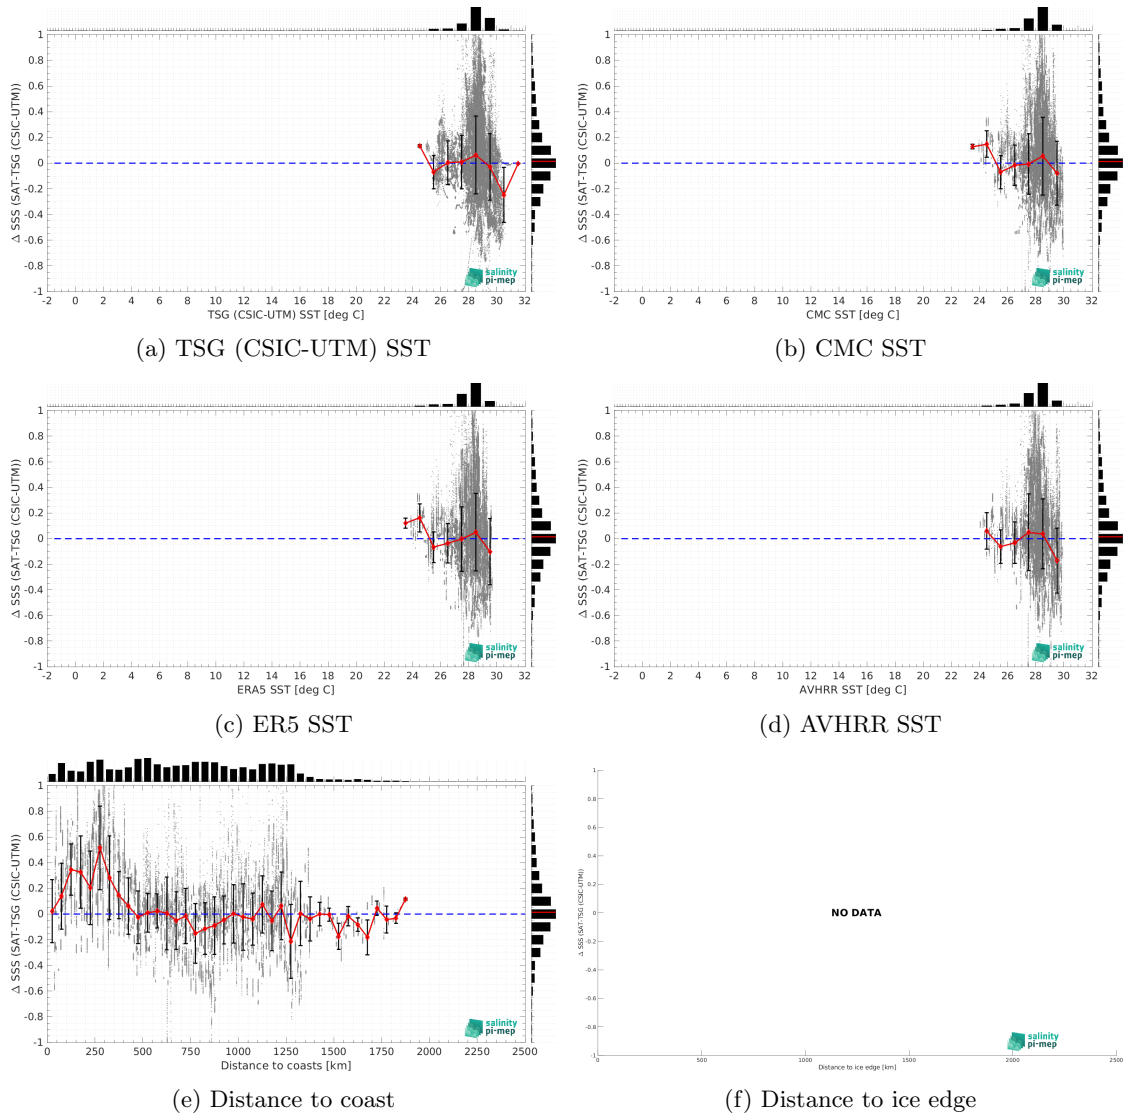 1
0.8
0.6
0.4
0.2
0
-0.2
-0.4
-0.6
-0.8
-1
Δ SSS (SAT-TSG (CSIC-UTM))
salinity
pi-mep
-2 0 2 4 6 8 10 12 14 16 18 20 22 24 26 28 30 32
TSG (CSIC-UTM) SST [deg C]
(a) TSG (CSIC-UTM) SST
1
0.8
0.6
0.4
0.2
0
-0.2
-0.4
-0.6
-0.8
-1
Δ SSS (SAT-TSG (CSIC-UTM))
salinity
pi-mep
-2 0 2 4 6 8 10 12 14 16 18 20 22 24 26 28 30 32
CMC SST [deg C]
(b) CMC SST
1
0.8
0.6
0.4
0.2
0
-0.2
-0.4
-0.6
-0.8
-1
Δ SSS (SAT-TSG (CSIC-UTM))
salinity
pi-mep
-2 0 2 4 6 8 10 12 14 16 18 20 22 24 26 28 30 32
ERA5 SST [deg C]
(c) ER5 SST
1
0.8
0.6
0.4
0.2
0
-0.2
-0.4
-0.6
-0.8
-1
Δ SSS (SAT-TSG (CSIC-UTM))
salinity
pi-mep
-2 0 2 4 6 8 10 12 14 16 18 20 22 24 26 28 30 32
AVHRR SST [deg C]
(d) AVHRR SST
1
0.8
0.6
0.4
0.2
0
-0.2
-0.4
-0.6
-0.8
-1
Δ SSS (SAT-TSG (CSIC-UTM))
salinity
pi-mep
0 250 500 750 1000 1250 1500 1750 2000 2250 2500
Distance to coasts [km]
(e) Distance to coast
1
0.8
0.6
0.4
0.2
0
-0.2
-0.4
-0.6
-0.8
-1
Δ SSS (SAT-TSG (CSIC-UTM))
NO DATA
salinity
pi-mep
0 500 1000 1500 2000 2500
Distance to ice edge [km]
(f) Distance to ice edge